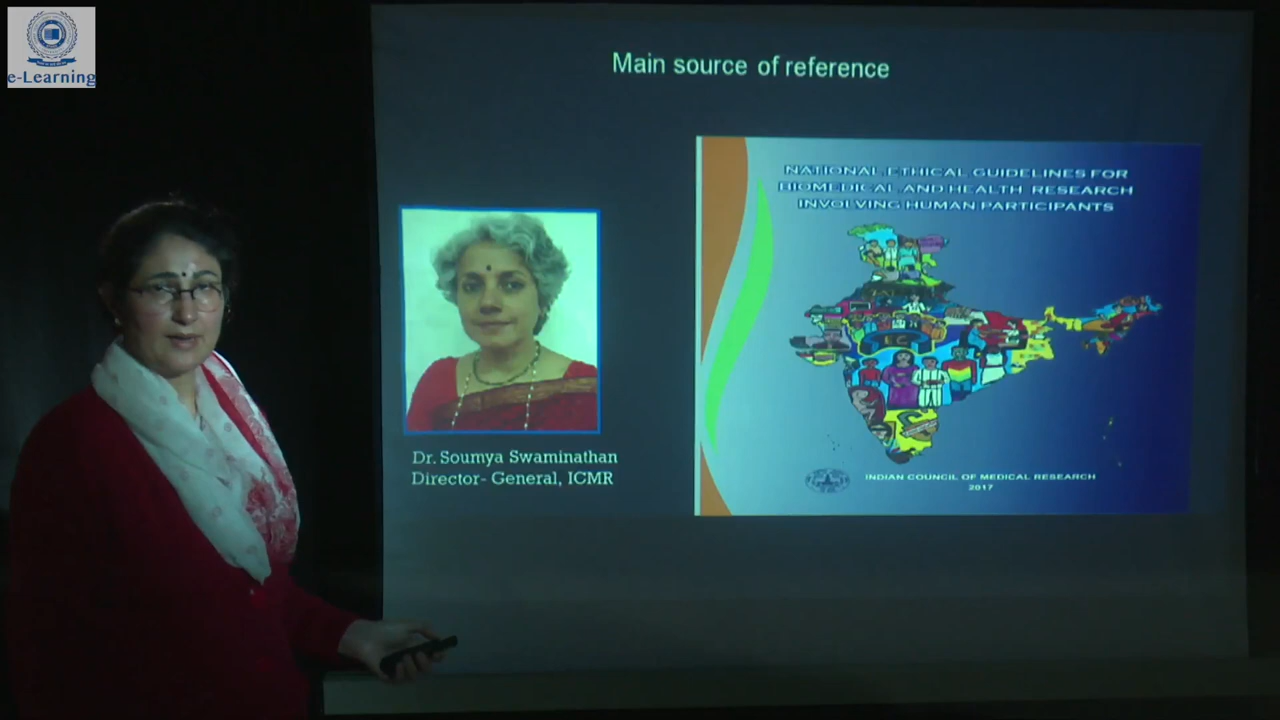 e-Learning
Main source of reference
NATIONAL ETHICAL GUIDELINES FOR
BIOMEDICAL AND HEALTH RESEARCH
INVOLVING HUMAN PARTICIPANTS
Dr. Soumya Swaminathan
Director- General, ICMR
INDIAN COUNCIL OF MEDICAL RESEARCH
2017